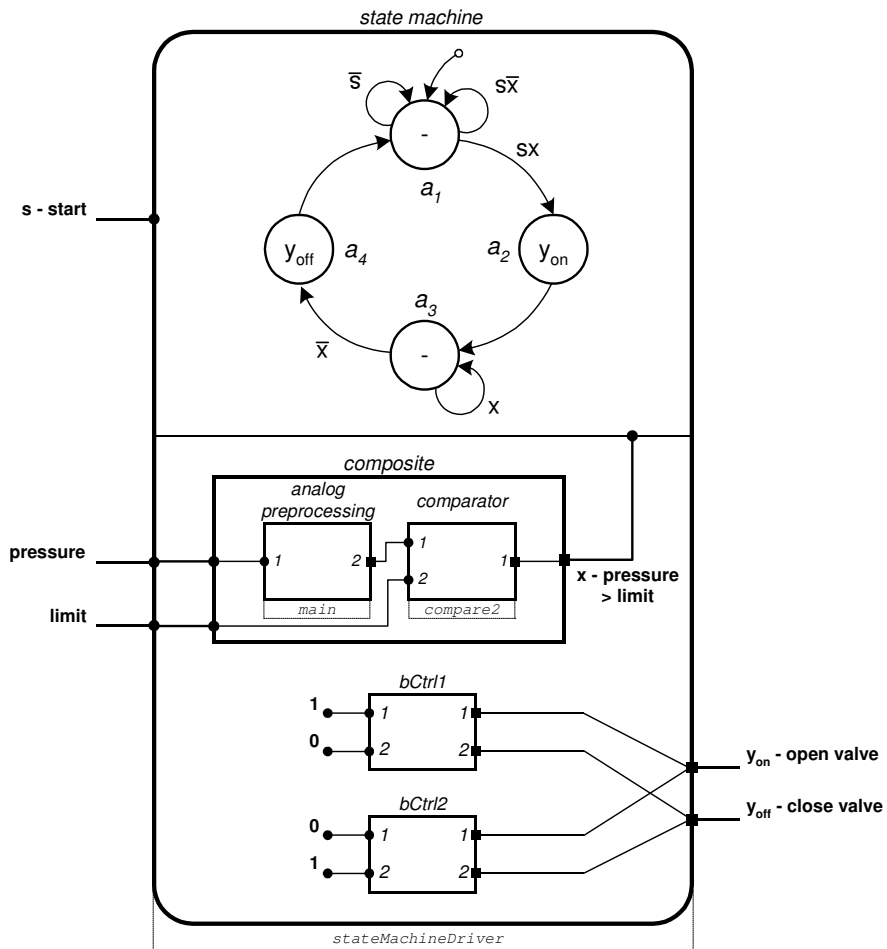 state machine
s̅
sx̅
-
sx
a1
s - start
yoff
a4
a2
yon
a3
-
x̅
x
composite
analog
preprocessing
comparator
pressure
1
2
1
2
1
x - pressure
> limit
limit
main
compare2
bCtrl1
1
1
1
0
2
2
yon - open valve
bCtrl2
yoff - close valve
0
1
1
1
2
2
stateMachineDriver